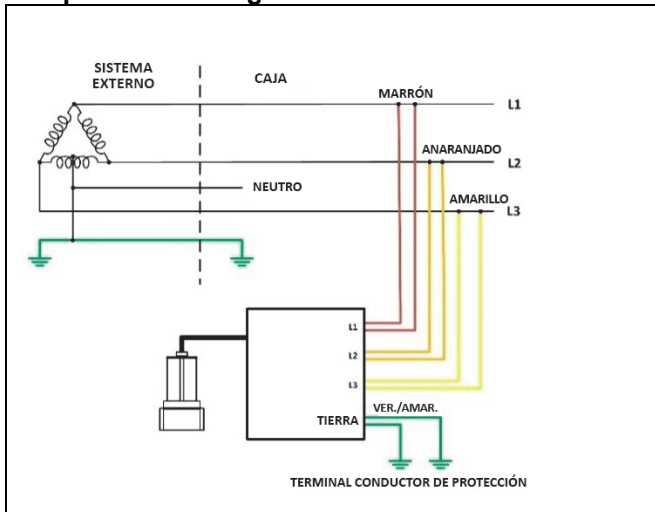 SISTEMA
EXTERNO
CAJA
MARRÓN
L1
ANARANJADO
L2
NEUTRO
AMARILLO
L3
L1
L2
L3
VER./AMAR.
TIERRA
TERMINAL CONDUCTOR DE PROTECCIÓN